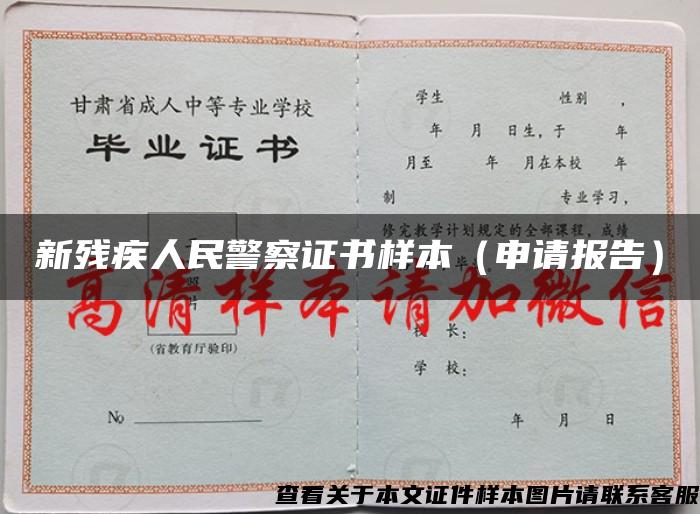 甘肃省成人中等专业学校
毕业证书
片
(省教育厅验印)
No
学生 性别 ，
年 月 日生，于 年
月至 年 月在本校 年
制 专业学习，
修完教学计划规定的全部课程，成绩
毕业。
校 长：
学 校：
年 月 日
新残疾人民警察证书样本（申请报告）
高清样本请加微信
查看关于本文证件样本图片请联系客服